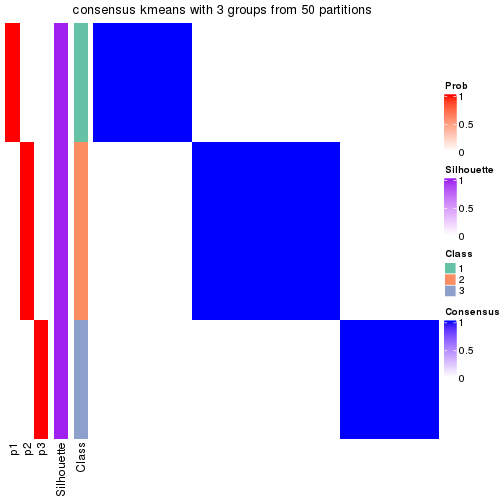 consensus kmeans with 3 groups from 50 partitions
p1
p2
p3
Silhouette
Class
Prob
1
0.5
0
Silhouette
1
0.5
0
Class
1
2
3
Consensus
1
0.5
0